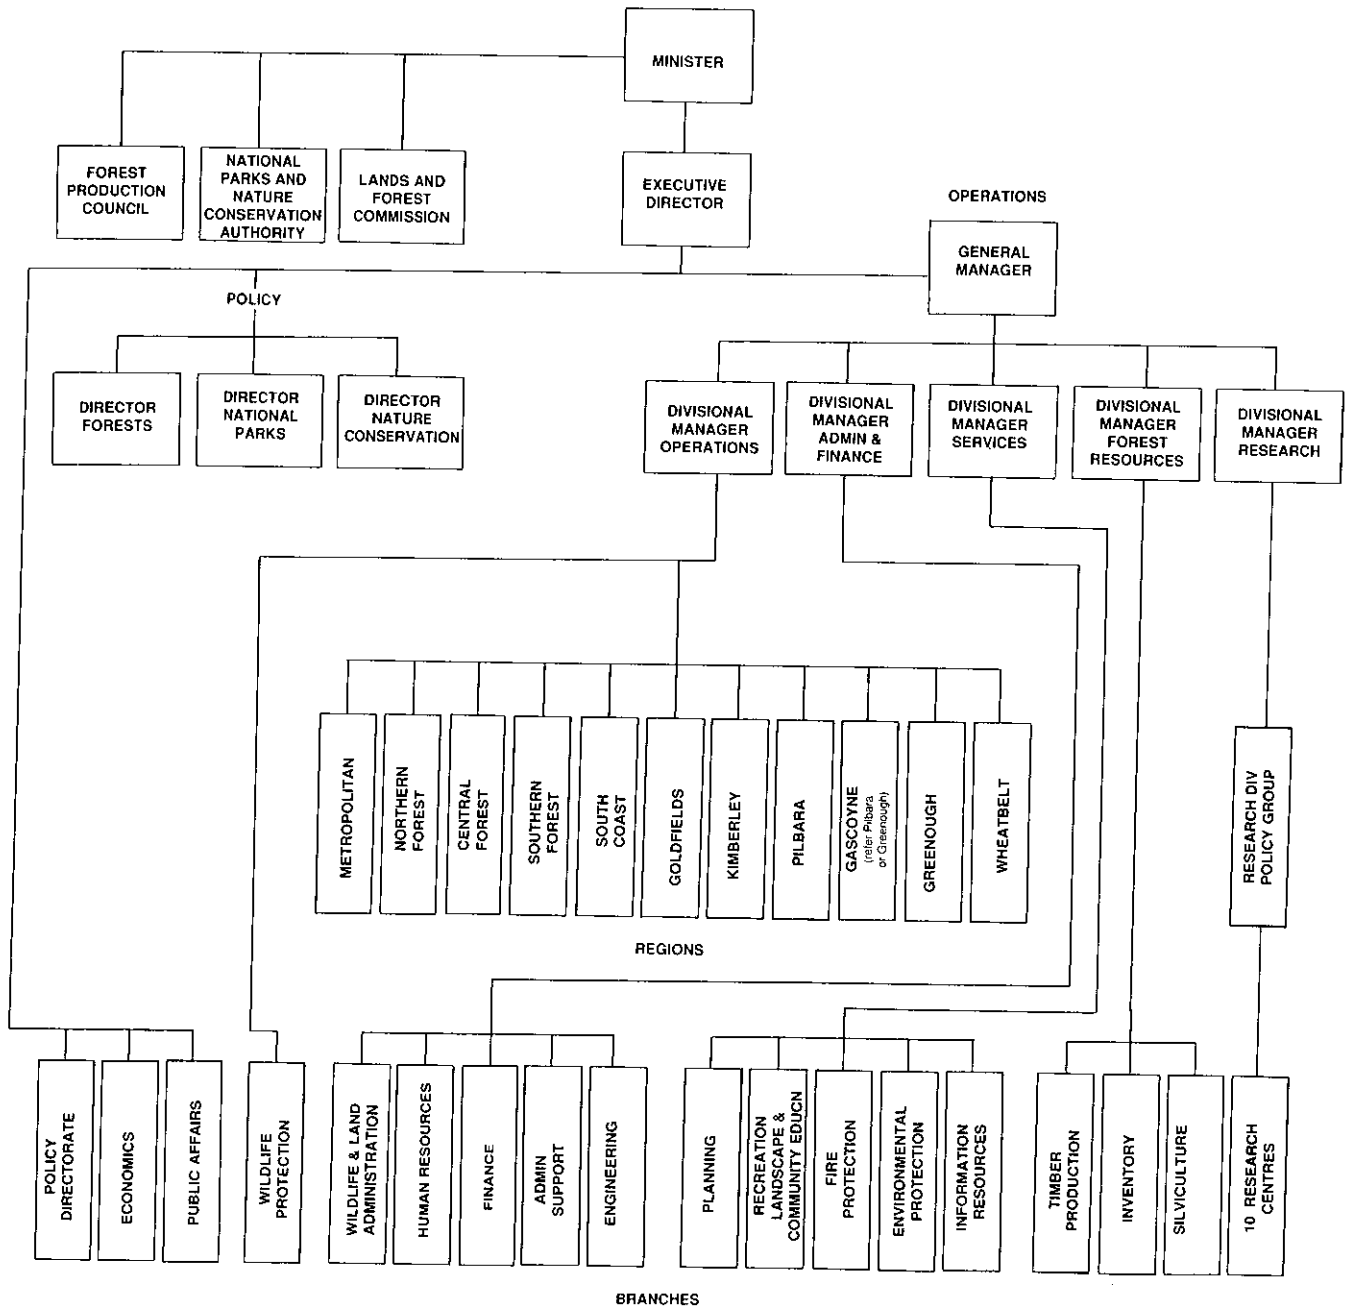 MINISTER
FOREST
PRODUCTION
COUNCIL
NATIONAL
PARKS AND
NATURE
CONSERVATION
AUTHORITY
LANDS AND
FOREST
COMMISSION
EXECUTIVE
DIRECTOR
OPERATIONS
GENERAL
MANAGER
POLICY
DIRECTOR
FORESTS
DIRECTOR
NATIONAL
PARKS
DIRECTOR
NATURE
CONSERVATION
DIVISIONAL
MANAGER
OPERATIONS
DIVISIONAL
MANAGER
ADMIN &
FINANCE
DIVISIONAL
MANAGER
SERVICES
DIVISIONAL
MANAGER
FOREST
RESOURCES
DIVISIONAL
MANAGER
RESEARCH
METROPOLITAN
NORTHERN
FOREST
CENTRAL
FOREST
SOUTHERN
FOREST
SOUTH
COAST
GOLDFIELDS
KIMBERLEY
PILBARA
GASCOYNE
(refer Pilbara
or Greenough)
GREENOUGH
WHEATBELT
RESEARCH DIV
POLICY GROUP
REGIONS
POLICY
DIRECTORATE
ECONOMICS
PUBLIC AFFAIRS
WILDLIFE
PROTECTION
WILDLIFE & LAND
ADMINISTRATION
HUMAN RESOURCES
FINANCE
ADMIN
SUPPORT
ENGINEERING
PLANNING
RECREATION
LANDSCAPE &
COMMUNITY EDUCN
FIRE
PROTECTION
ENVIRONMENTAL
PROTECTION
INFORMATION
RESOURCES
TIMBER
PRODUCTION
INVENTORY
SILVICULTURE
10 RESEARCH
CENTRES
BRANCHES